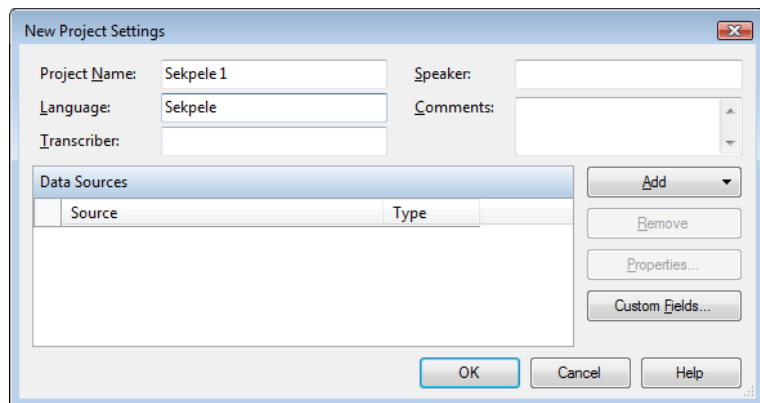 New Project Settings
Project Name: Sekpele 1 Speaker:
Language: Sekpele Comments:
Transcriber:
Data Sources Add
Source Type
Remove
Properties...
Custom Fields...
OK Cancel Help